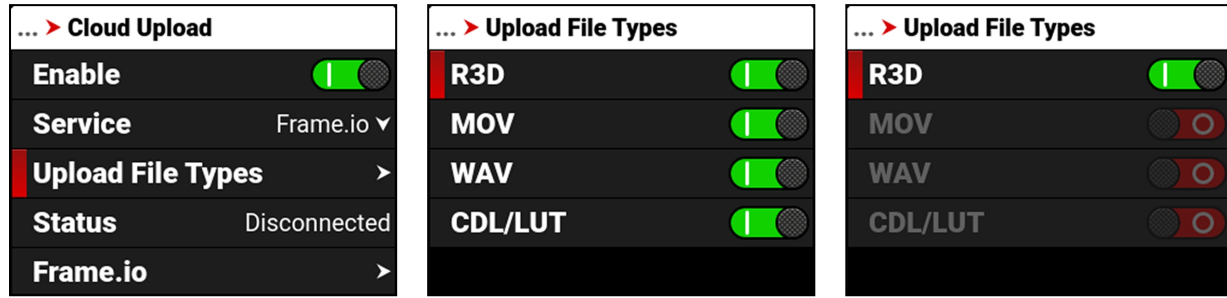 ... ➤ Cloud Upload
Enable
Service Frame.io
Upload File Types
Status Disconnected
Frame.io
... ➤ Upload File Types
R3D
MOV
WAV
CDL/LUT
... ➤ Upload File Types
R3D
MOV
WAV
CDL/LUT